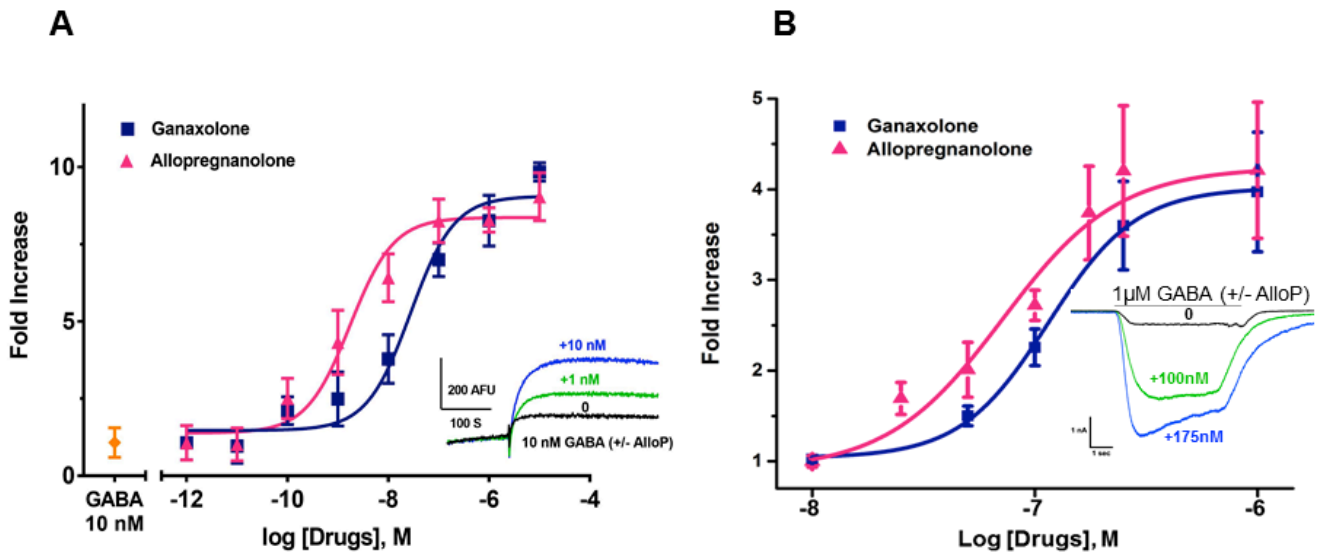 A
Ganaxolone
Allopregnanolone
10
5
0
Fold Increase
GABA
10 nM
-12
-10
-8
-6
-4
log [Drugs], M
+10 nM
+1 nM
0
200 AFU
100 S
10 nM GABA (+/- AlloP)
B
5
4
3
2
1
Fold Increase
Ganaxolone
Allopregnanolone
1µM GABA (+/- AlloP)
0
+100nM
+175nM
1 nA
1 sec
-8
-7
-6
Log [Drugs], M